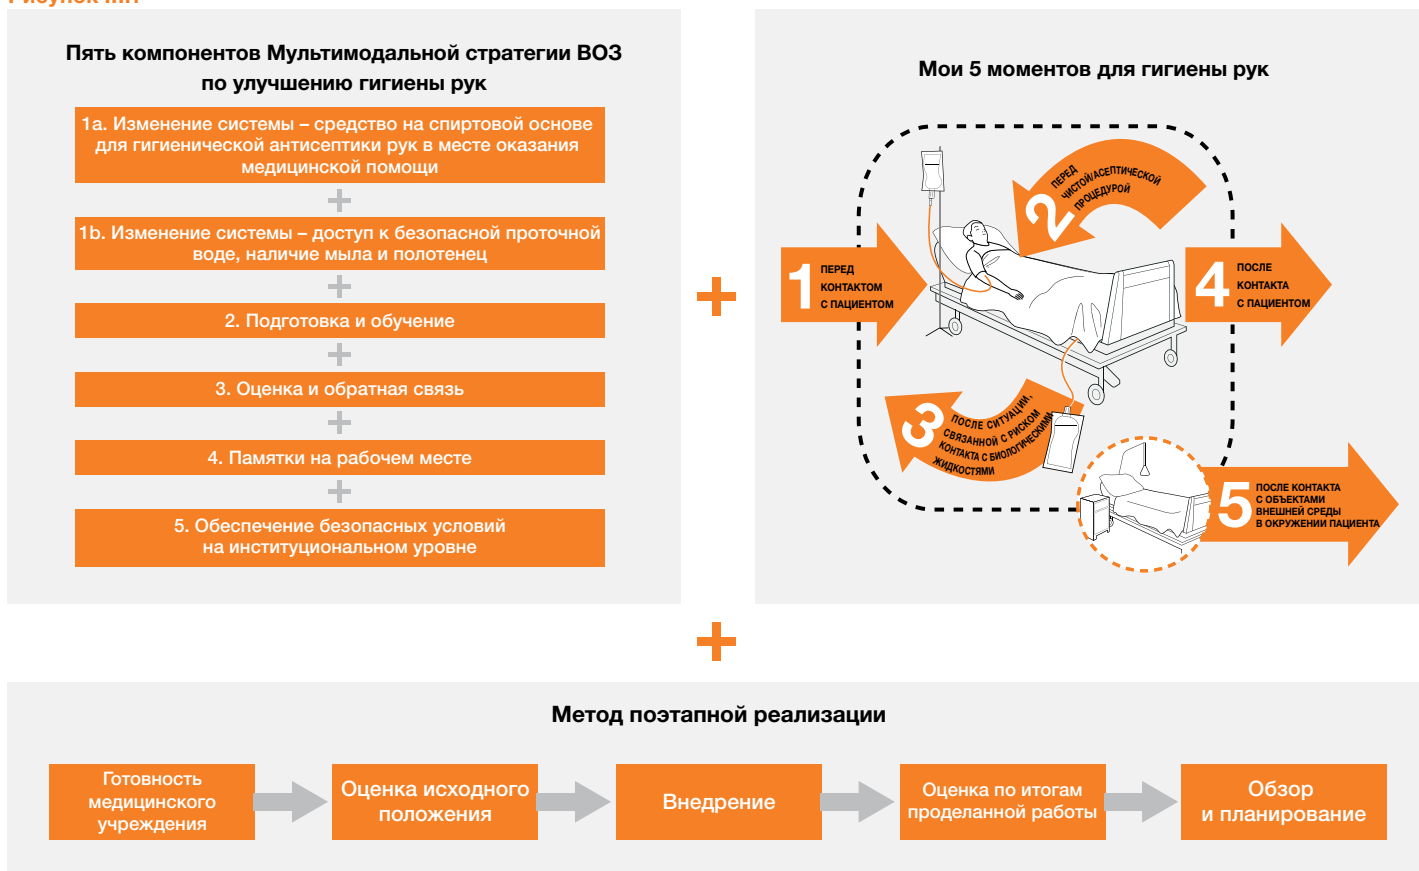 Пять компонентов Мультимодальной стратегии ВОЗ
по улучшению гигиены рук
1a. Изменение системы – средство на спиртовой основе
для гигиенической антисептики рук в месте оказания
медицинской помощи
+
1b. Изменение системы – доступ к безопасной проточной
воде, наличие мыла и полотенец
+
2. Подготовка и обучение
+
3. Оценка и обратная связь
+
4. Памятки на рабочем месте
+
5. Обеспечение безопасных условий
на институциональном уровне
+
Мои 5 моментов для гигиены рук
1
ПЕРЕД
КОНТАКТОМ
С ПАЦИЕНТОМ
2
ПЕРЕД
ЧИСТОЙ/АСЕПТИЧЕСКОЙ
ПРОЦЕДУРОЙ
3
ПОСЛЕ СИТУАЦИИ,
СВЯЗАННОЙ С РИСКОМ
КОНТАКТА С БИОЛОГИЧЕСКИМИ
ЖИДКОСТЯМИ
4
ПОСЛЕ
КОНТАКТА
С ПАЦИЕНТОМ
5
ПОСЛЕ КОНТАКТА
С ОБЪЕКТАМИ
ВНЕШНЕЙ СРЕДЫ
В ОКРУЖЕНИИ ПАЦИЕНТА
+
Метод поэтапной реализации
Готовность
медицинского
учреждения
Оценка исходного
положения
Внедрение
Оценка по итогам
проделанной работы
Обзор
и планирование